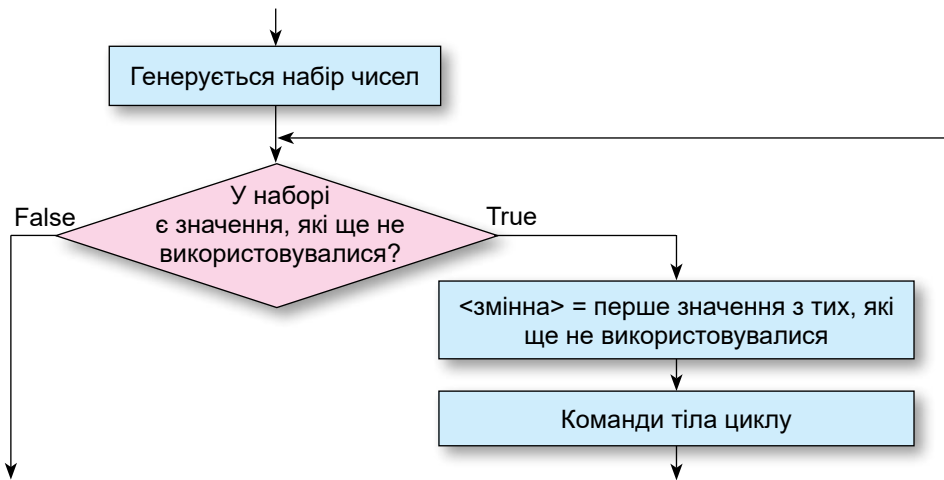 Генерується набір чисел
У наборі
є значення, які ще не
використовувалися?
False
True
<змінна> = перше значення з тих, які
ще не використовувалися
Команди тіла циклу